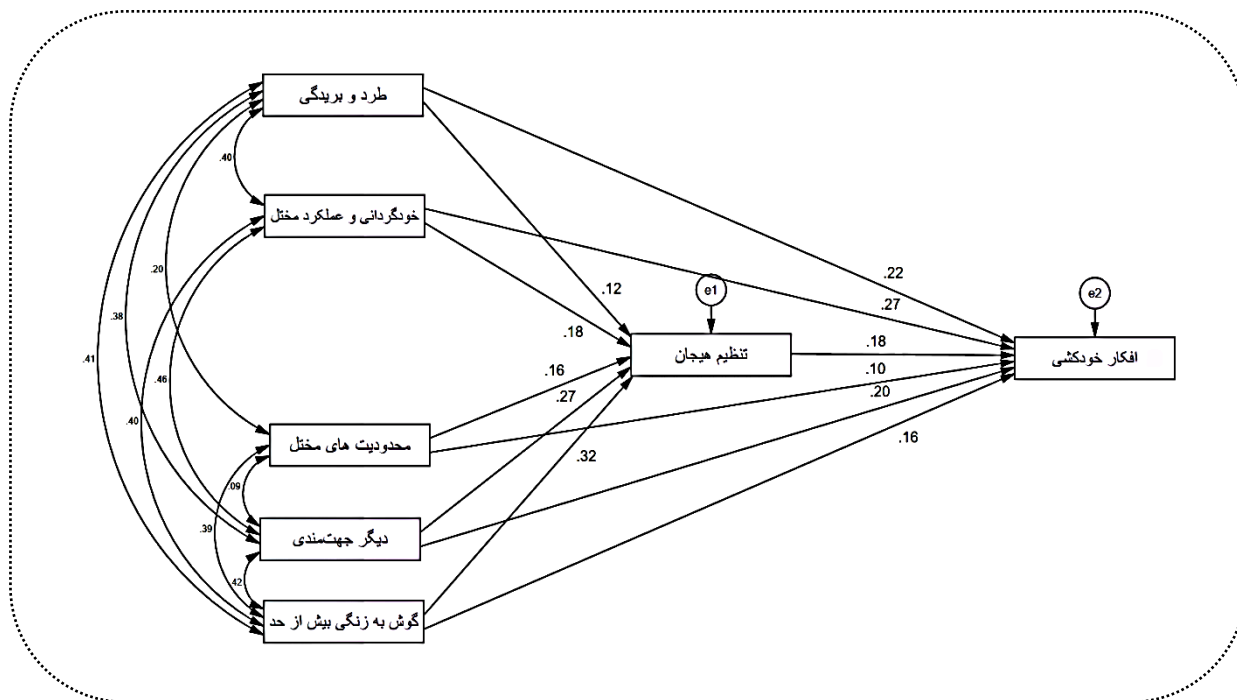 طرد و بریدگی
.40
خودگردانی و عملکرد مختل
.20
.22
.38
.12
e1
.27
e2
.41
.18
.46
تنظیم هیجان
.18
افکار خودکشی
.16
.10
.40
.27
.20
محدودیت های مختل
.16
.32
.09
.39
دیگر جهت‌مندی
.42
گوش به زنگی بیش از حد